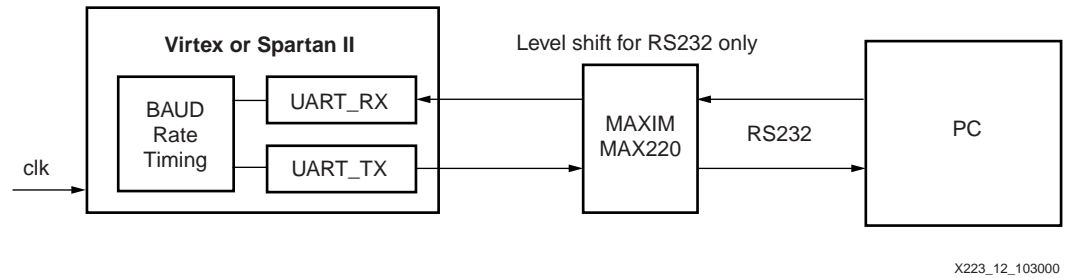 Virtex or Spartan II
Level shift for RS232 only
BAUD
Rate
Timing
UART_RX
UART_TX
clk
MAXIM
MAX220
RS232
PC
X223_12_103000